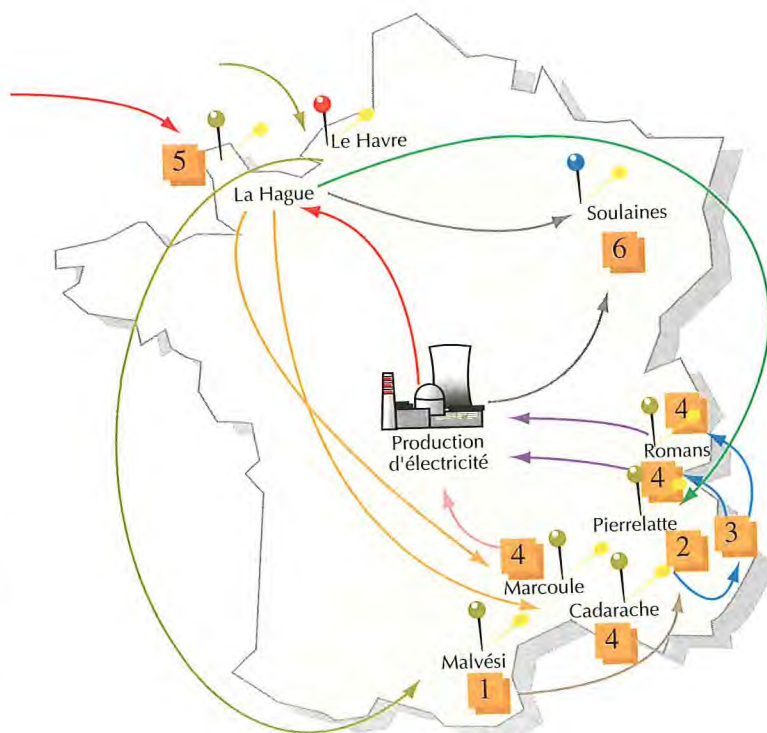 Le Havre
5
La Hague
Soulaines
6
4
Romans
Production
d'électricité
4
Pierrelatte
3
2
4
Marcoule
Cadarache
4
Malvési
1